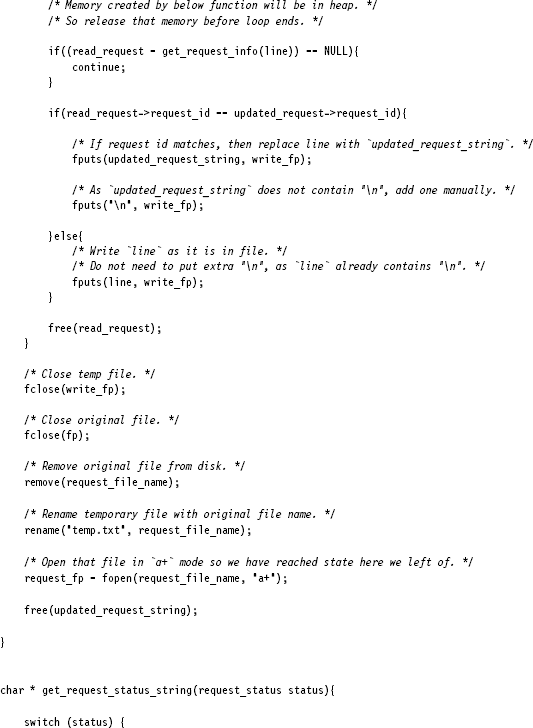 /* Memory created by below function will be in heap. */
/* So release that memory before loop ends. */
if((read_request = get_request_info(line)) == NULL){
continue;
}
if(read_request->request_id == updated_request->request_id){
/* If request id matches, then replace line with `updated_request_string`. */
fputs(updated_request_string, write_fp);
/* As `updated_request_string` does not contain "\n", add one manually. */
fputs("\n", write_fp);
}else{
/* Write `line` as it is in file. */
/* Do not need to put extra "\n", as `line` already contains "\n". */
fputs(line, write_fp);
}
free(read_request);
}
/* Close temp file. */
fclose(write_fp);
/* Close original file. */
fclose(fp);
/* Remove original file from disk. */
remove(request_file_name);
/* Rename temporary file with original file name. */
rename("temp.txt", request_file_name);
/* Open that file in `a+` mode so we have reached state here we left of. */
request_fp = fopen(request_file_name, "a+");
free(updated_request_string);
}
char * get_request_status_string(request_status status){
switch (status) {